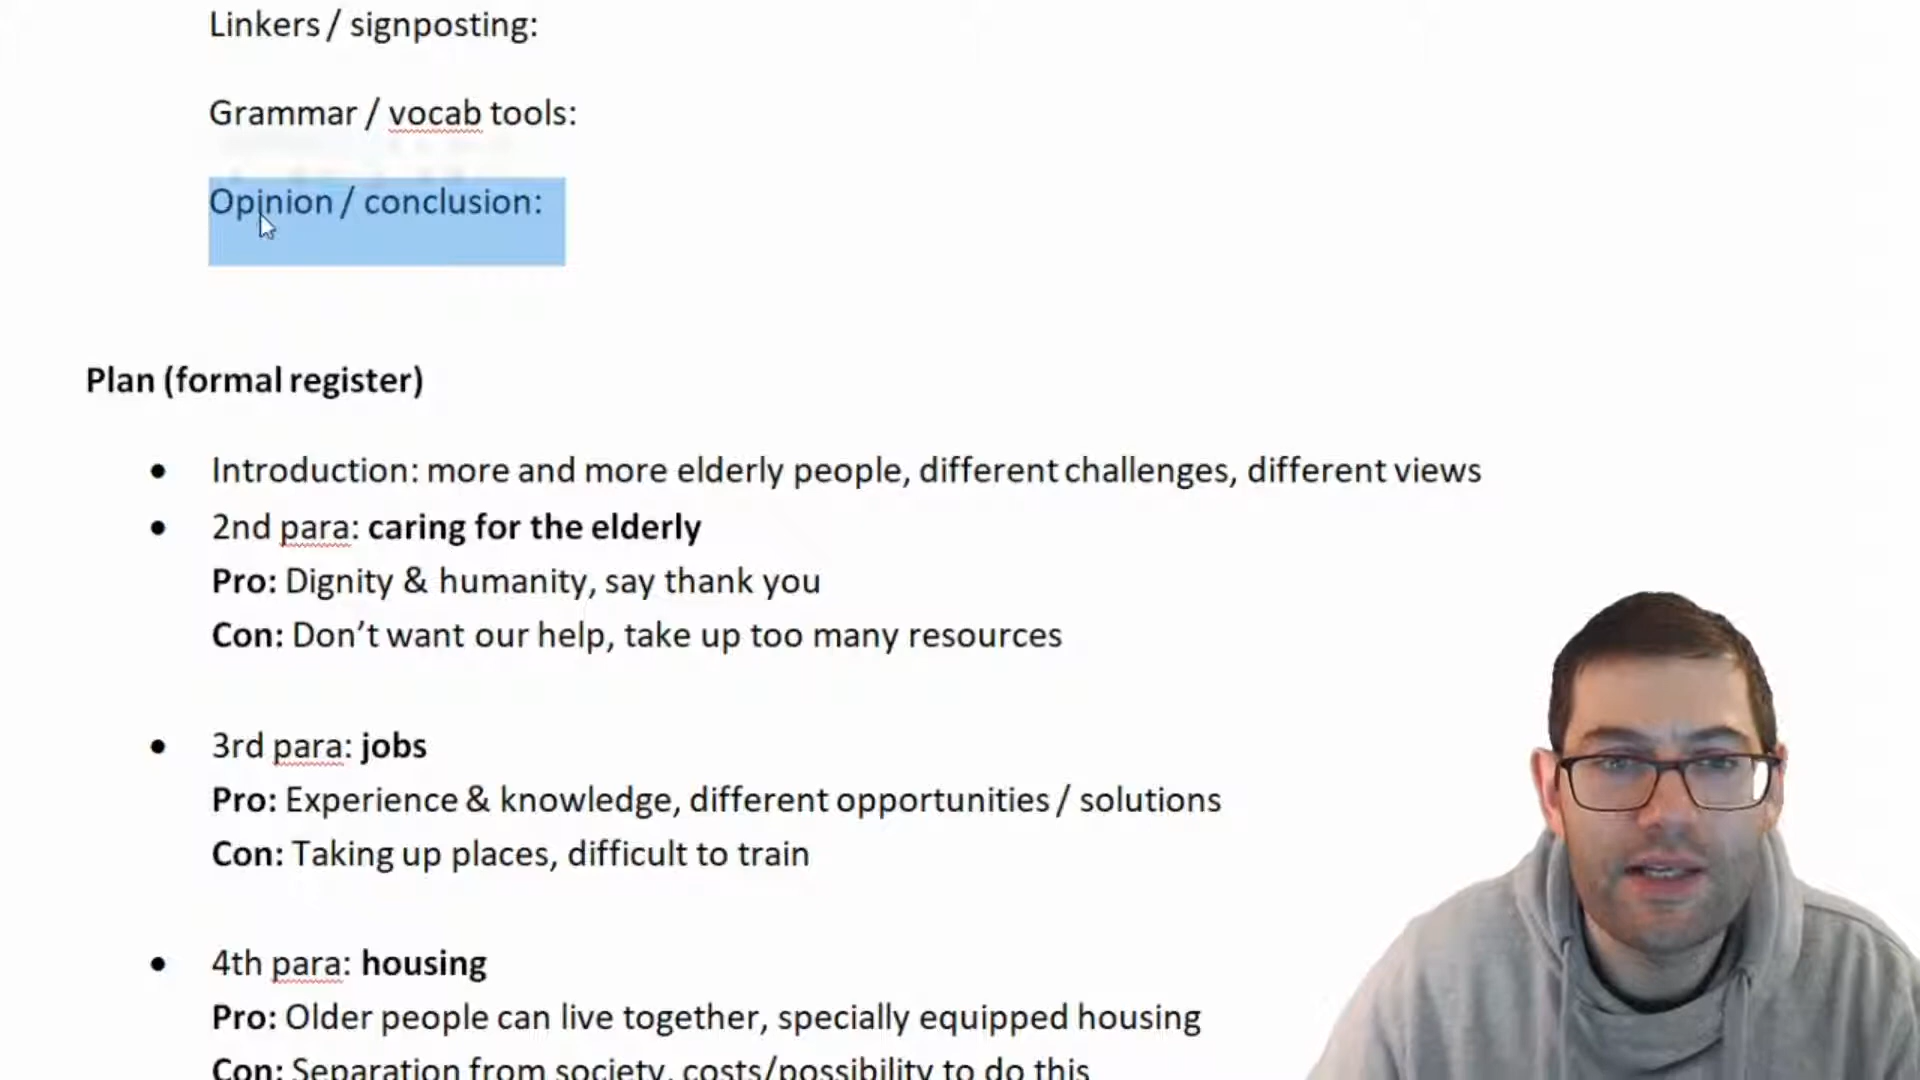 Linkers / signposting:
Grammar / vocab tools:
Opinion / conclusion:
Plan (formal register)
• Introduction: more and more elderly people, different challenges, different views
• 2nd para: caring for the elderly
Pro: Dignity & humanity, say thank you
Con: Don’t want our help, take up too many resources
• 3rd para: jobs
Pro: Experience & knowledge, different opportunities / solutions
Con: Taking up places, difficult to train
• 4th para: housing
Pro: Older people can live together, specially equipped housing
Con: Separation from society, costs/possibility to do this